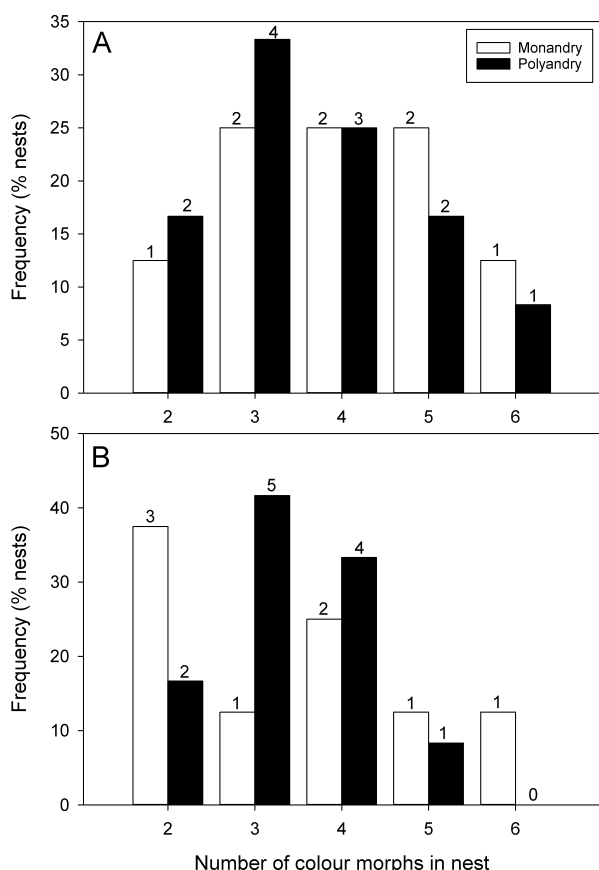 A
Monandry
Polyandry
Frequency (% nests)
35
30
25
20
15
10
5
0
1 2 2 4 2 3 2 2 1 1
2 3 4 5 6
B
Frequency (% nests)
50
40
30
20
10
0
3 2 1 5 2 4 1 1 1 0
2 3 4 5 6
Number of colour morphs in nest